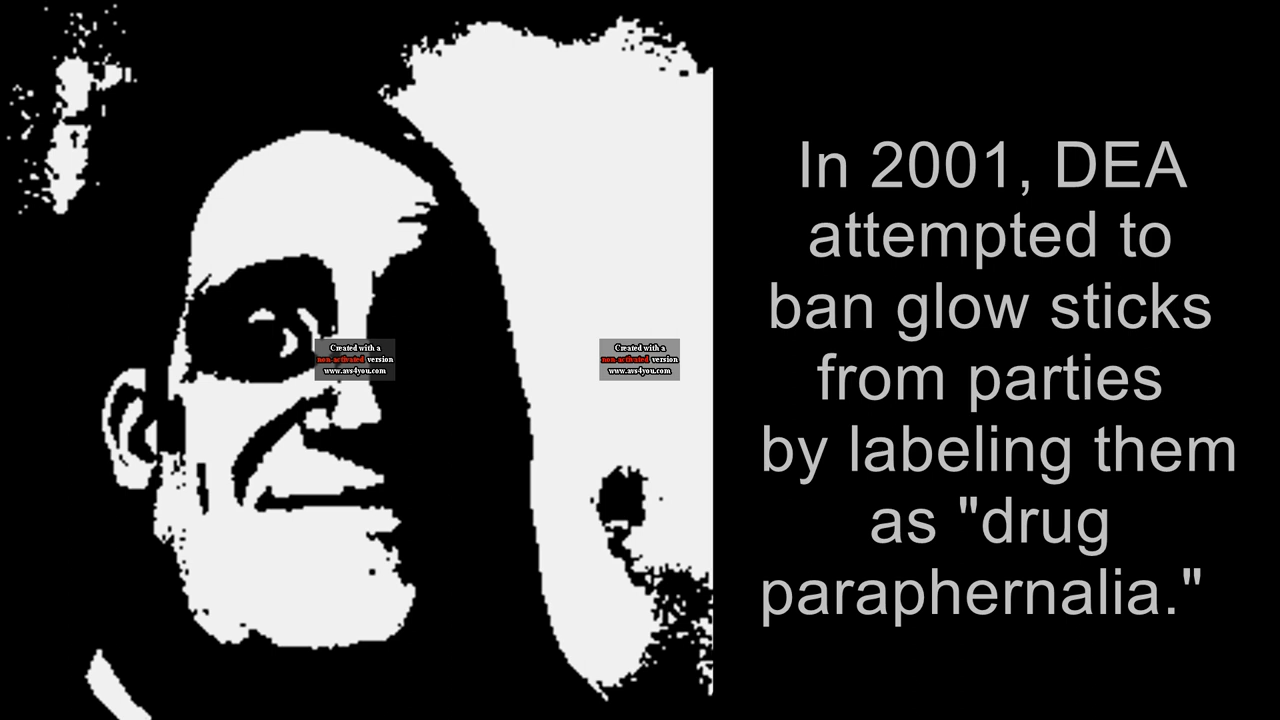 In 2001, DEA
attempted to
ban glow sticks
from parties
by labeling them
as "drug
paraphernalia."
Created with a
non-activated version
www.avs4you.com
Created with a
non-activated version
www.avs4you.com